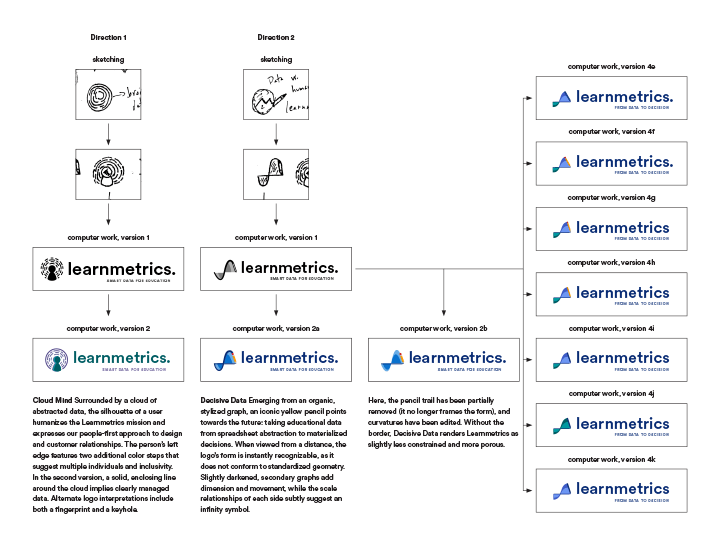 Direction 1
sketching
computer work, version 1
learnmetrics.
SMART DATA FOR EDUCATION
computer work, version 2
learnmetrics.
SMART DATA FOR EDUCATION
Cloud Mind Surrounded by a cloud of
abstracted data, the silhouette of a user
humanizes the Learnmetrics mission and
expresses our people-first approach to design
and customer relationships. The person's left
edge features two additional color steps that
suggest multiple individuals and inclusivity.
In the second version, a solid, enclosing line
around the cloud implies clearly managed
data. Alternate logo interpretations include
both a fingerprint and a keyhole.
Direction 2
sketching
Data vs.
computer work, version 1
learnmetrics.
SMART DATA FOR EDUCATION
computer work, version 2a
learnmetrics.
SMART DATA FOR EDUCATION
Decisive Data Emerging from an organic,
stylized graph, an iconic yellow pencil points
towards the future: taking educational data
from spreadsheet abstraction to materialized
decisions. When viewed from a distance, the
logo's form is instantly recognizable, as it
does not conform to standardized geometry.
Slightly darkened, secondary graphs add
dimension and movement, while the scale
relationships of each side subtly suggest an
infinity symbol.
computer work, version 2b
learnmetrics.
SMART DATA FOR EDUCATION
Here, the pencil trail has been partially
removed (it no longer frames the form), and
curvatures have been edited. Without the
border, Decisive Data renders Learnmetrics as
slightly less constrained and more porous.
computer work, version 4e
learnmetrics.
FROM DATA TO DECISION
computer work, version 4f
learnmetrics.
FROM DATA TO DECISION
computer work, version 4g
learnmetrics
FROM DATA TO DECISION
computer work, version 4h
learnmetrics
FROM DATA TO DECISION
computer work, version 4i
learnmetrics
FROM DATA TO DECISION
computer work, version 4j
learnmetrics
FROM DATA TO DECISION
computer work, version 4k
learnmetrics
FROM DATA TO DECISION